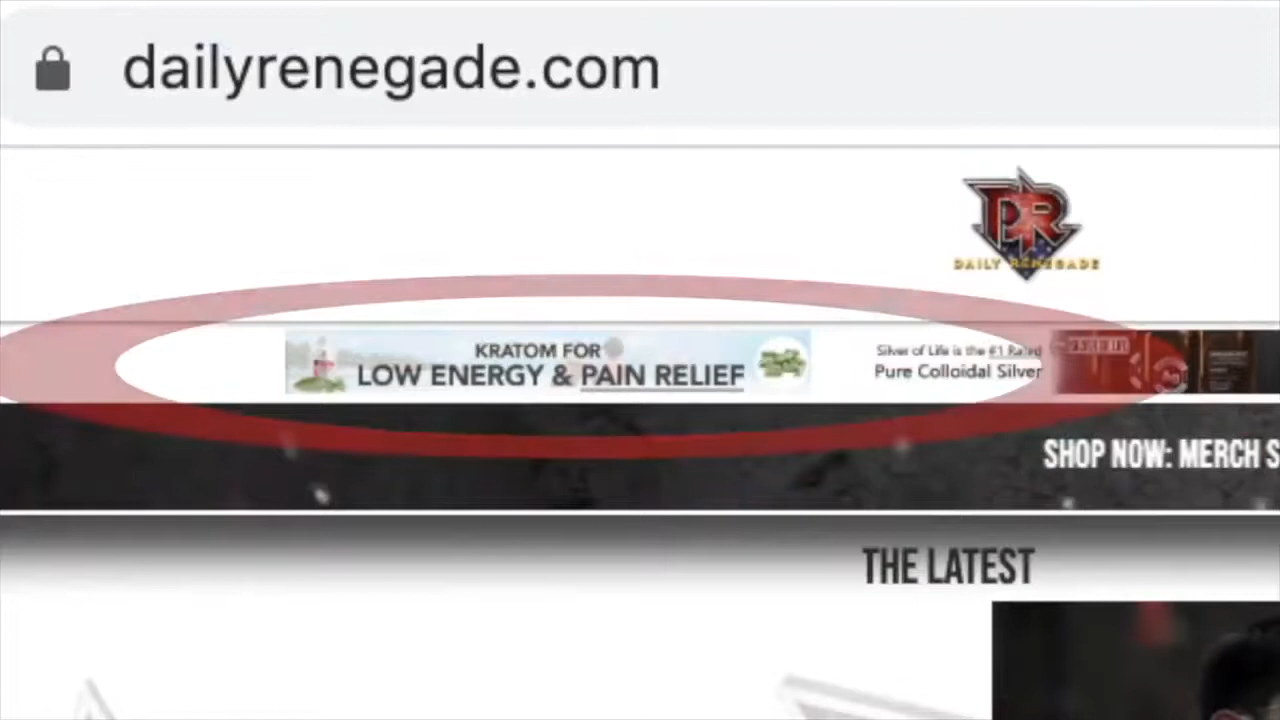 dailyrenegade.com
DR
DAILY RENEGADE
KRATOM FOR
LOW ENERGY & PAIN RELIEF
Silver of Life is the #1 Rated
Pure Colloidal Silver
SHOP NOW: MERCH S
THE LATEST